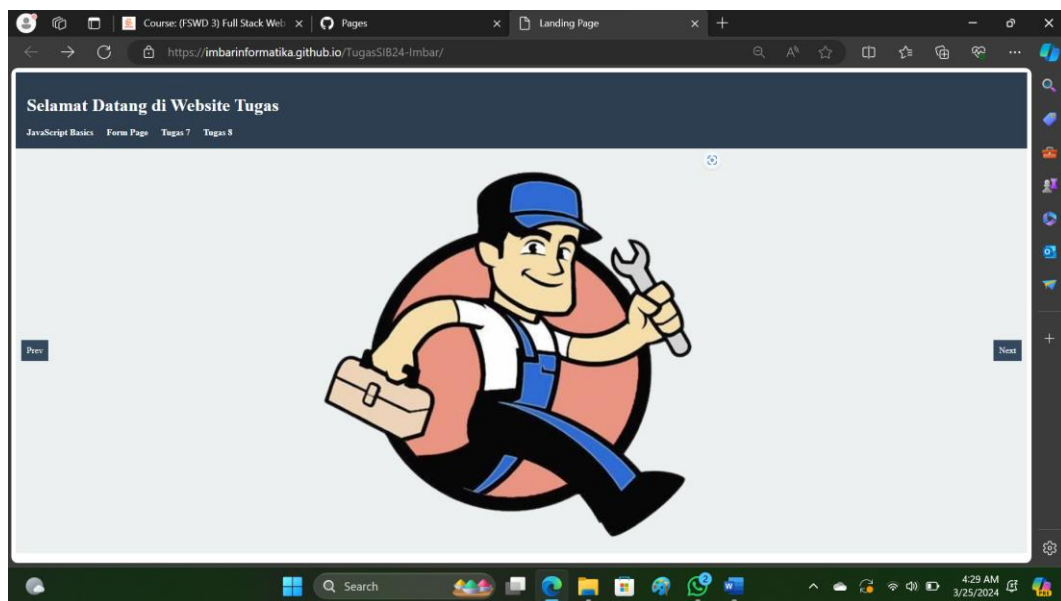 Course: (FSWD 3) Full Stack Web
Pages
Landing Page
https://imbarinformatika.github.io/TugasSIB24-Imbar/
Selamat Datang di Website Tugas
JavaScript Basics Form Page Tugas 7 Tugas 8
Prev
Next
Search
2
4:29 AM
3/25/2024